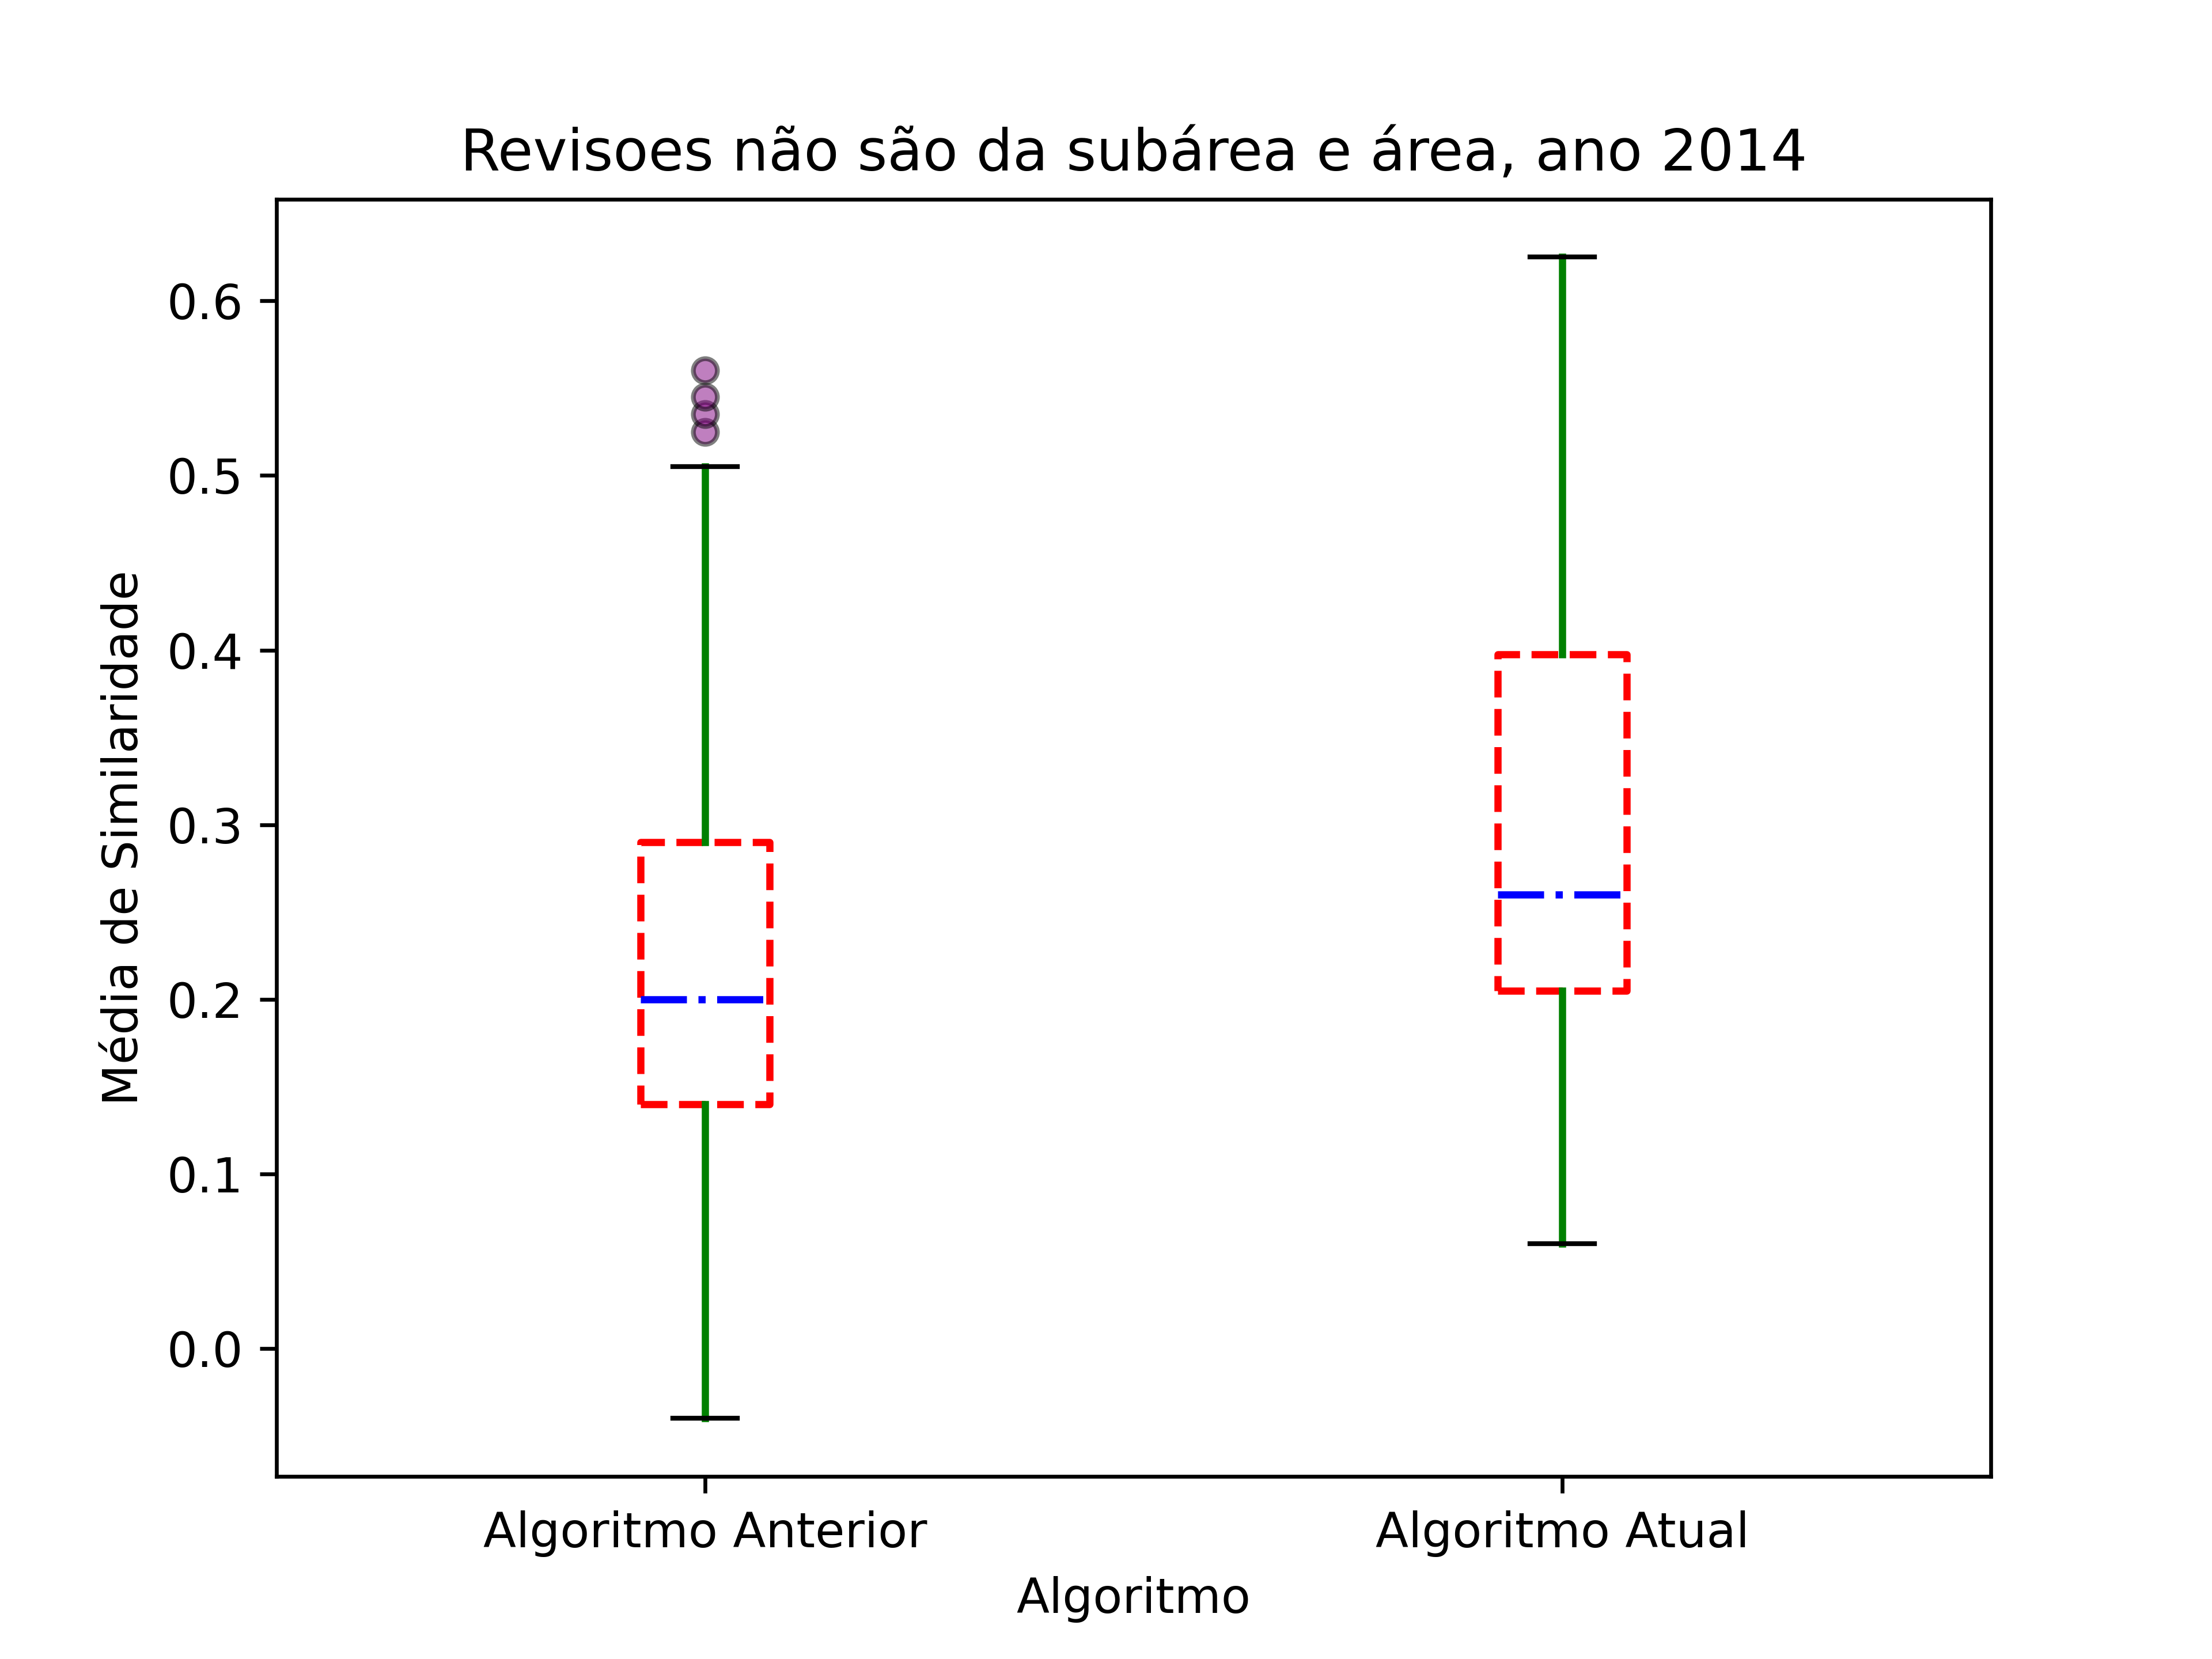 Revisoes não são da subárea e área, ano 2014
Média de Similaridade
0.6
0.5
0.4
0.3
0.2
0.1
0.0
Algoritmo Anterior
Algoritmo Atual
Algoritmo